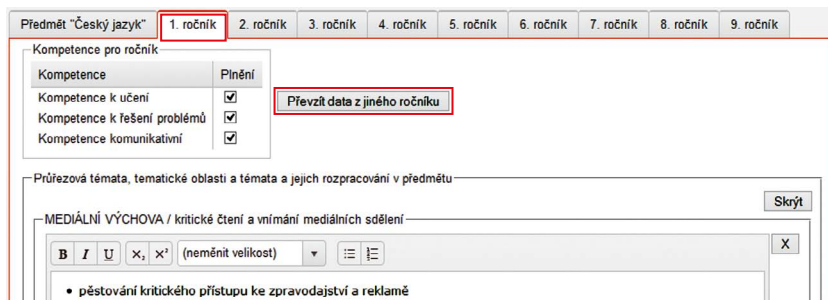 Předmět "Český jazyk" 1. ročník 2. ročník 3. ročník 4. ročník 5. ročník 6. ročník 7. ročník 8. ročník 9. ročník
Kompetence pro ročník
Kompetence Plnění
Kompetence k učení
Kompetence k řešení problémů
Kompetence komunikativní
Převzít data z jiného ročníku
Průřezová témata, tematické oblasti a témata a jejich rozpracování v předmětu
Skrýt
MEDIÁLNÍ VÝCHOVA / kritické čtení a vnímání mediálních sdělení
B I U ×₂ ×² (neměnit velikost) X
• pěstování kritického přístupu ke zpravodajství a reklamě